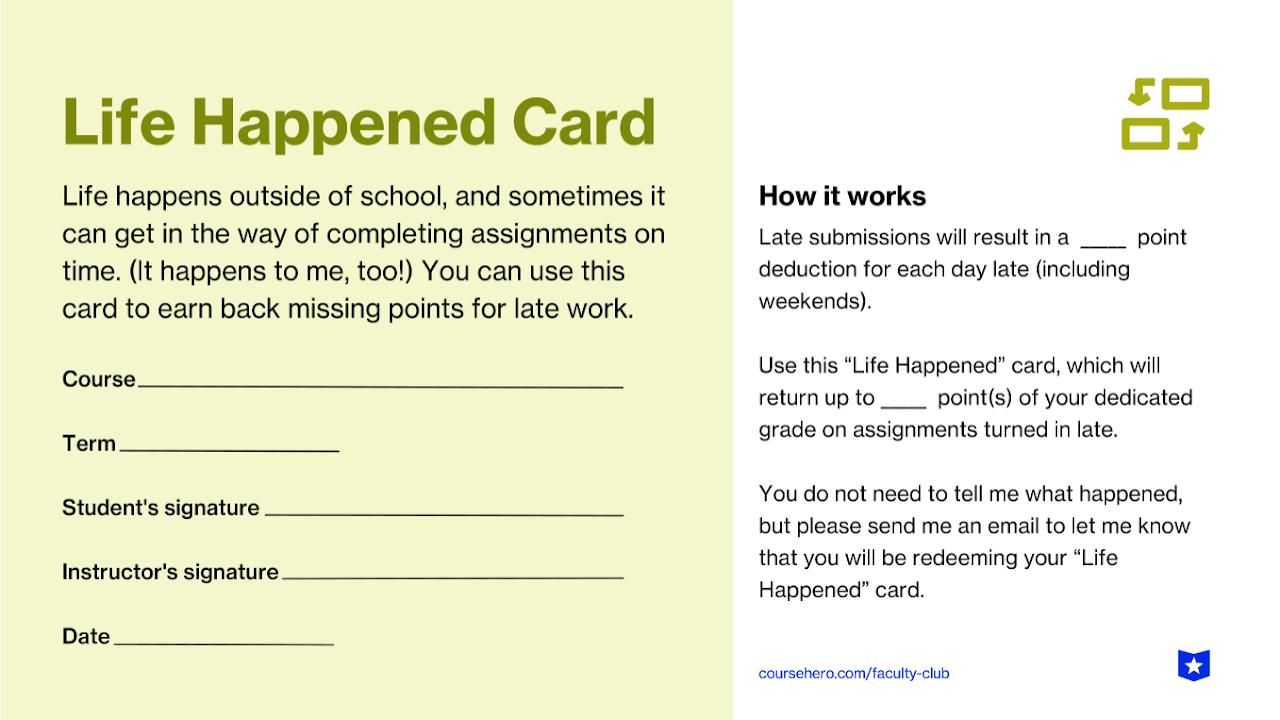 Life Happened Card
Life happens outside of school, and sometimes it
can get in the way of completing assignments on
time. (It happens to me, too!) You can use this
card to earn back missing points for late work.
Course
Term
Student's signature
Instructor's signature
Date
How it works
Late submissions will result in a ____ point
deduction for each day late (including
weekends).
Use this “Life Happened” card, which will
return up to ____ point(s) of your dedicated
grade on assignments turned in late.
You do not need to tell me what happened,
but please send me an email to let me know
that you will be redeeming your “Life
Happened” card.
coursehero.com/faculty-club